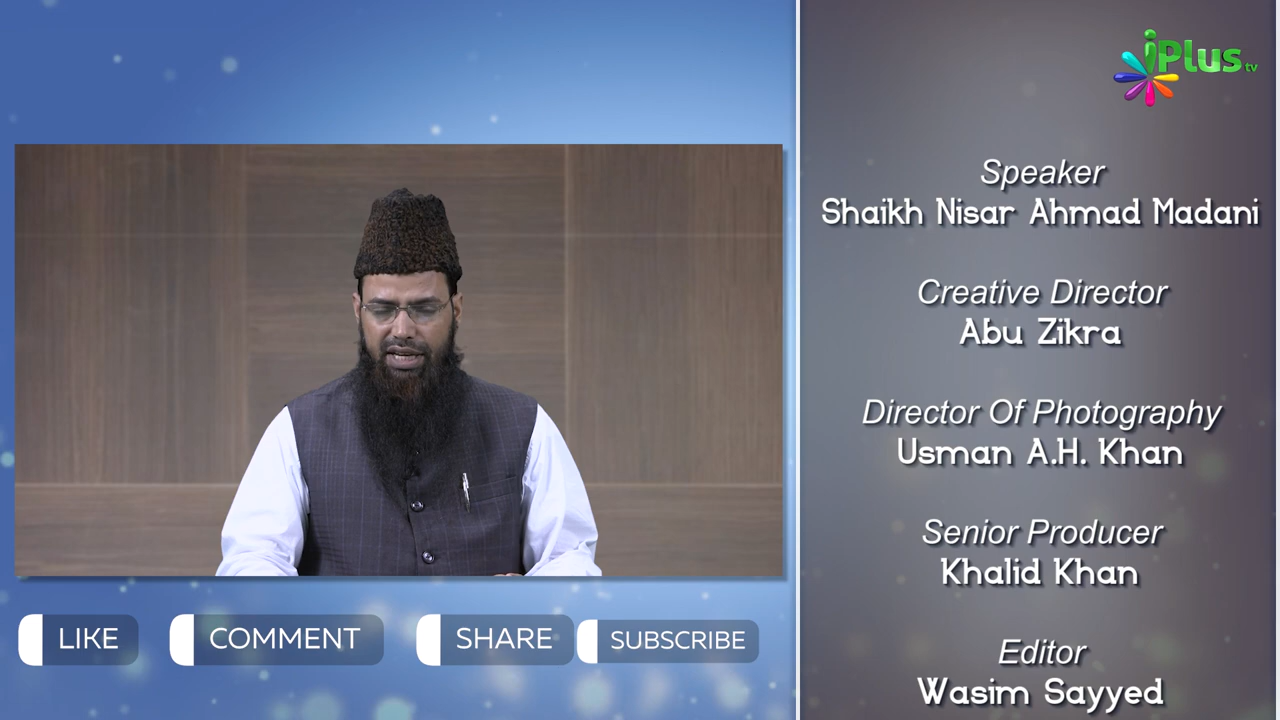 iPlus tv
Speaker
Shaikh Nisar Ahmad Madani
Creative Director
Abu Zikra
Director Of Photography
Usman A.H. Khan
Senior Producer
Khalid Khan
Editor
Wasim Sayyed
LIKE
COMMENT
SHARE
SUBSCRIBE